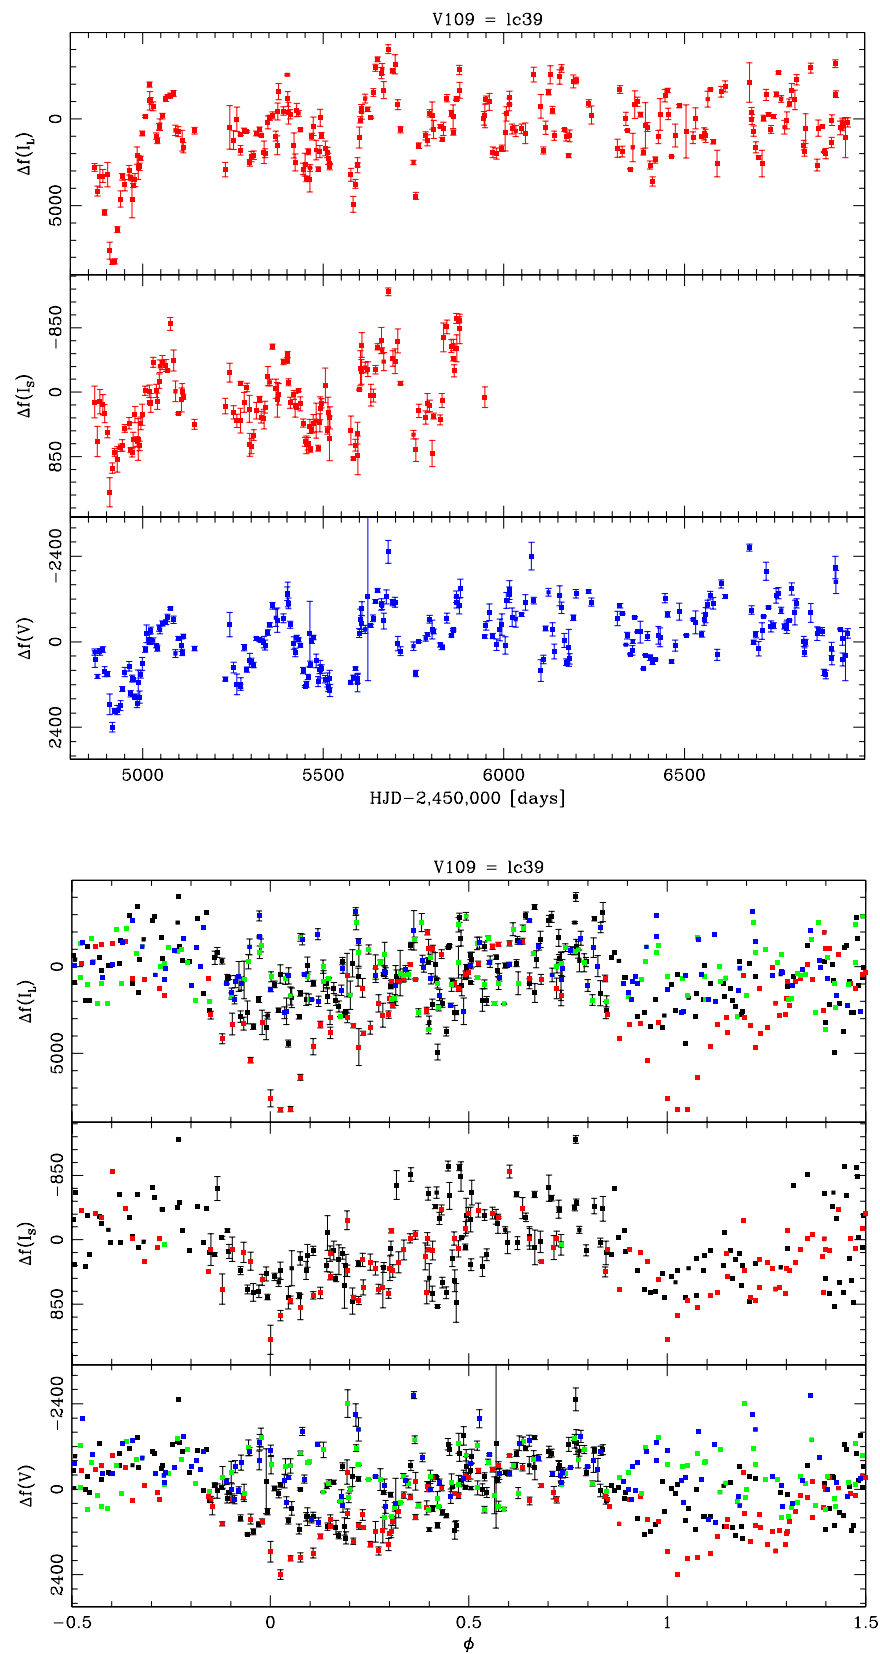 V109 = lc39
0
5000
Δf(I_L)
−850
0
850
Δf(I_S)
−2400
0
2400
Δf(V)
5000 5500 6000 6500
HJD−2,450,000 [days]
V109 = lc39
0
5000
Δf(I_L)
−850
0
850
Δf(I_S)
−2400
0
2400
Δf(V)
−0.5 0 0.5 1 1.5
ϕ